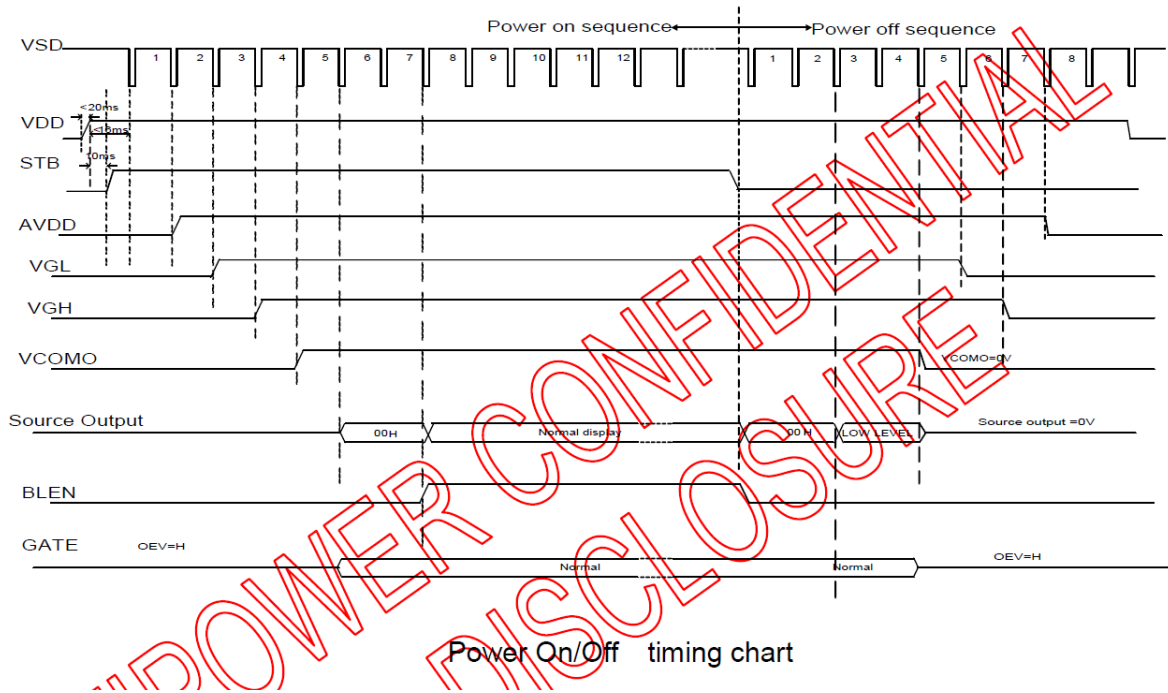 Power on sequence
Power off sequence
VSD
1 2 3 4 5 6 7 8 9 10 11 12 1 2 3 4 5 6 7 8
<20ms
VDD
<16ms
STB
10ms
AVDD
VGL
VGH
VCOMO
VCOMO=0V
Source Output
00H
Normal display
00 H
LOW LEVEL
Source output =0V
BLEN
GATE
OEV=H
Normal
Normal
OEV=H
Power On/Off timing chart
POWER CONFIDENTIAL
DISCLOSURE